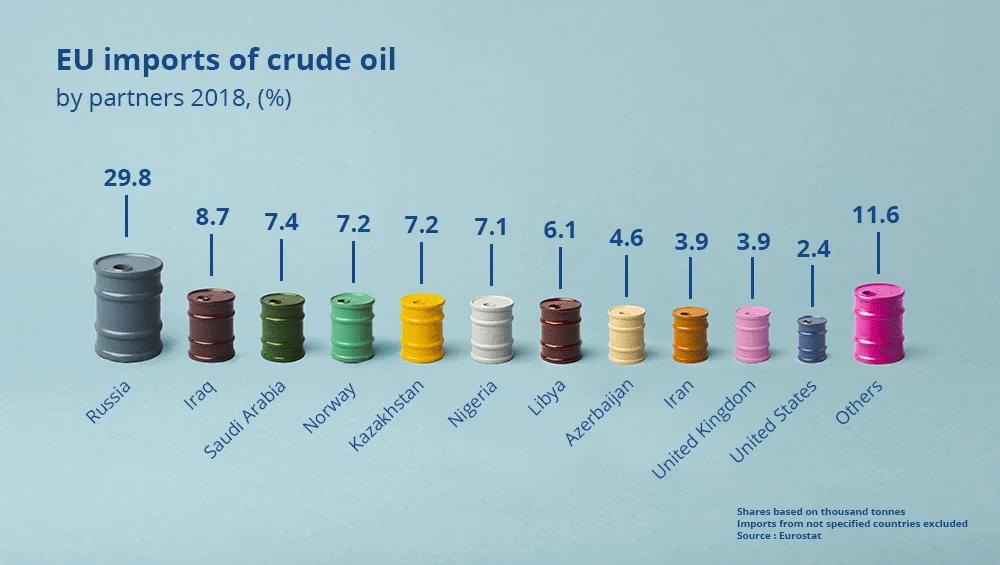 EU imports of crude oil
by partners 2018, (%)
29.8
8.7
7.4
7.2
7.2
7.1
6.1
4.6
3.9
3.9
2.4
11.6
Russia
Iraq
Saudi Arabia
Norway
Kazakhstan
Nigeria
Libya
Azerbaijan
Iran
United Kingdom
United States
Others
Shares based on thousand tonnes
Imports from not specified countries excluded
Source : Eurostat